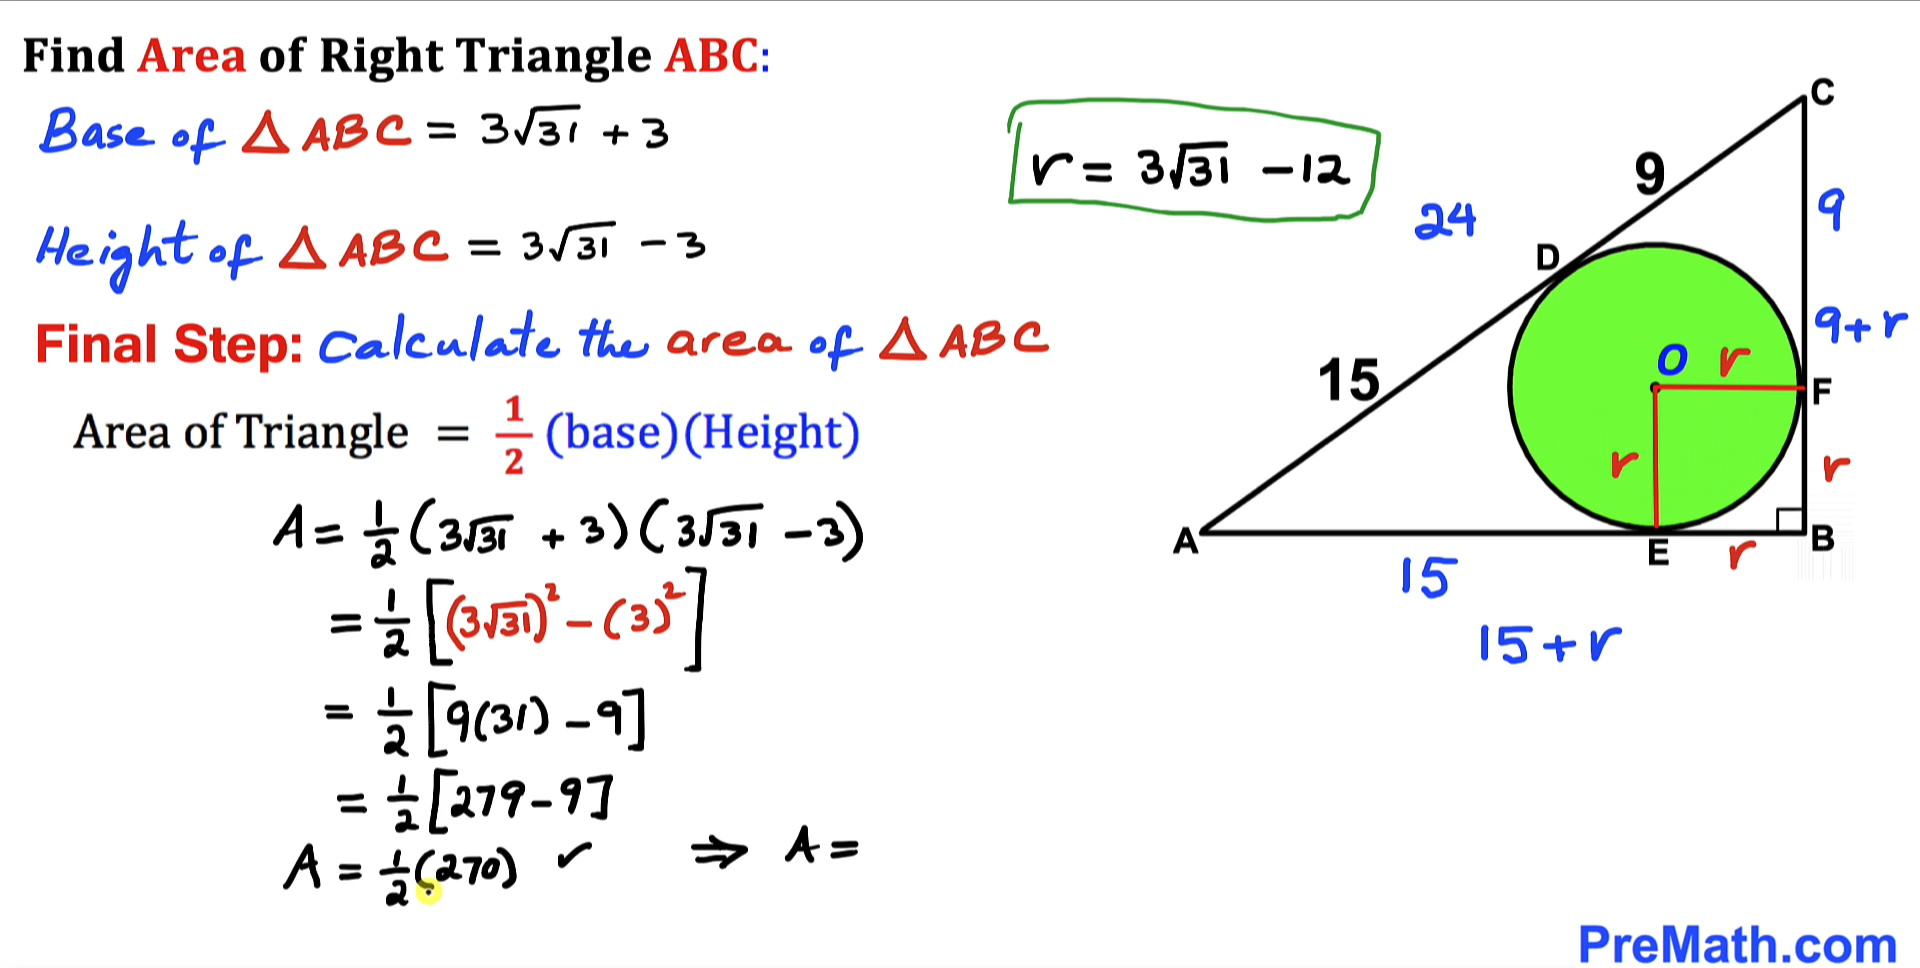 Find Area of Right Triangle ABC:
Base of △ ABC = 3√31 + 3
Height of △ ABC = 3√31 - 3
Final Step: Calculate the area of △ ABC
Area of Triangle = 1/2 (base)(Height)
A = 1/2 (3√31 + 3)(3√31 - 3)
= 1/2 [(3√31)² - (3)²]
= 1/2 [9(31) - 9]
= 1/2 [279 - 9]
A = 1/2 (270) ✓ ⇒ A =
r = 3√31 - 12
C
9
9
24
D
9+r
O r
F
15
r
r
A
E
r
B
15
15+r
PreMath.com